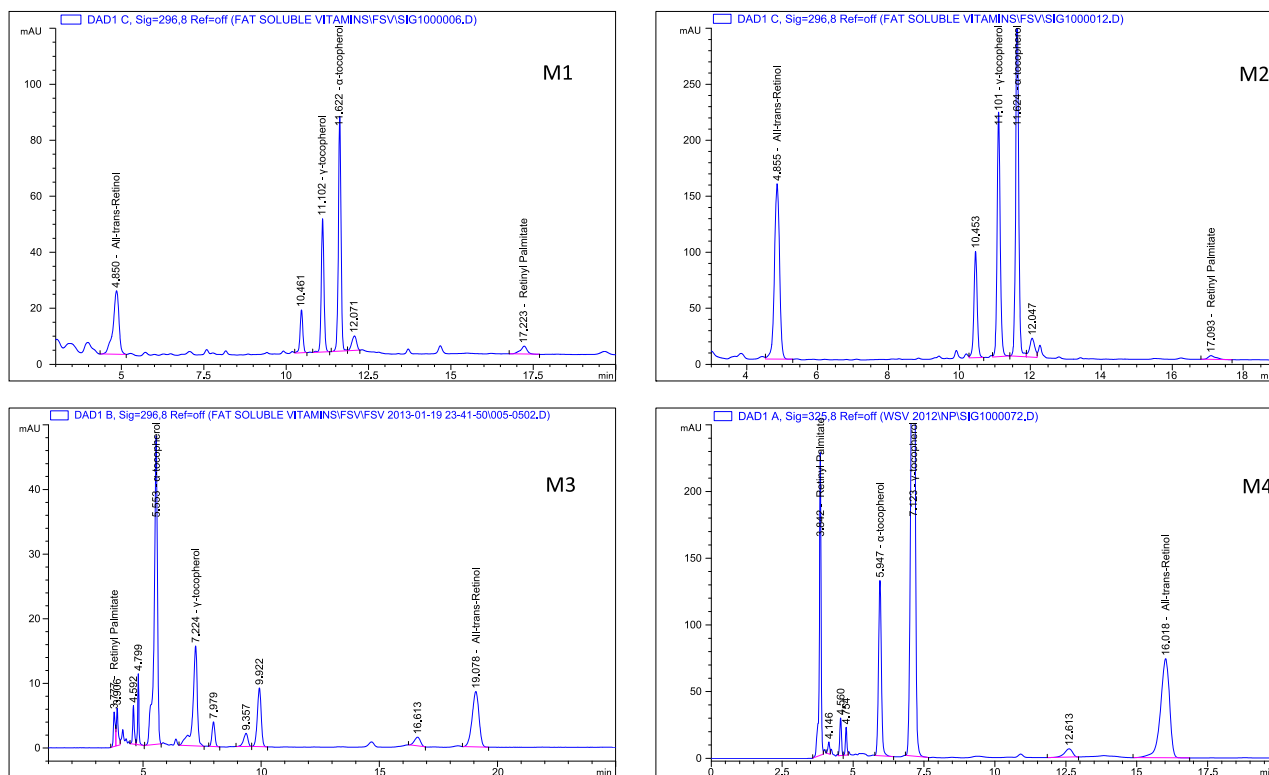 DAD1 C, Sig=296,8 Ref=off (FAT SOLUBLE VITAMINS\FSV\SIG1000006.D)
mAU
M1
100
80
60
40
20
0
4.850 - All-trans-Retinol
10.461
11.102 - γ-tocopherol
11.622 - α-tocopherol
12.071
17.223 - Retinyl Palmitate
5
7.5
10
12.5
15
17.5
min
DAD1 C, Sig=296,8 Ref=off (FAT SOLUBLE VITAMINS\FSV\SIG1000012.D)
mAU
M2
250
200
150
100
50
0
4.855 - All-trans-Retinol
10.453
11.101 - γ-tocopherol
11.624 - α-tocopherol
12.047
17.093 - Retinyl Palmitate
4
6
8
10
12
14
16
18
min
DAD1 B, Sig=296,8 Ref=off (FAT SOLUBLE VITAMINS\FSV\FSV 2013-01-19 23-41-50\005-0502.D)
mAU
M3
40
30
20
10
0
3.777
3.906 - Retinyl Palmitate
4.592
4.799
5.553 - α-tocopherol
7.224 - γ-tocopherol
7.979
9.357
9.922
16.613
19.078 - All-trans-Retinol
5
10
15
20
min
DAD1 A, Sig=325,8 Ref=off (WSV 2012\NP\SIG1000072.D)
mAU
M4
200
150
100
50
0
3.842 - Retinyl Palmitate
4.146
4.560
4.754
5.947 - α-tocopherol
7.123 - γ-tocopherol
12.613
16.018 - All-trans-Retinol
0
2.5
5
7.5
10
12.5
15
17.5
min